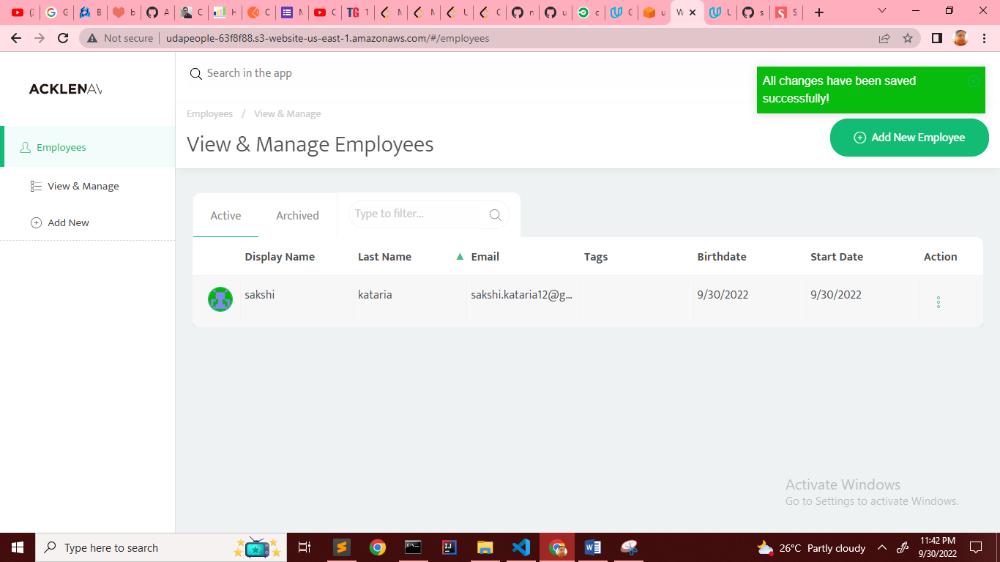 Not secure
udapeople-63f8f88.s3-website-us-east-1.amazonaws.com/#/employees
ACKLENAV
Search in the app
All changes have been saved
successfully!
Employees / View & Manage
Add New Employee
View & Manage Employees
Employees
View & Manage
Add New
Active
Archived
Type to filter...
Display Name Last Name ▲ Email Tags Birthdate Start Date Action
sakshi kataria sakshi.kataria12@g... 9/30/2022 9/30/2022
Activate Windows
Go to Settings to activate Windows.
Type here to search
26°C Partly cloudy
11:42 PM
9/30/2022